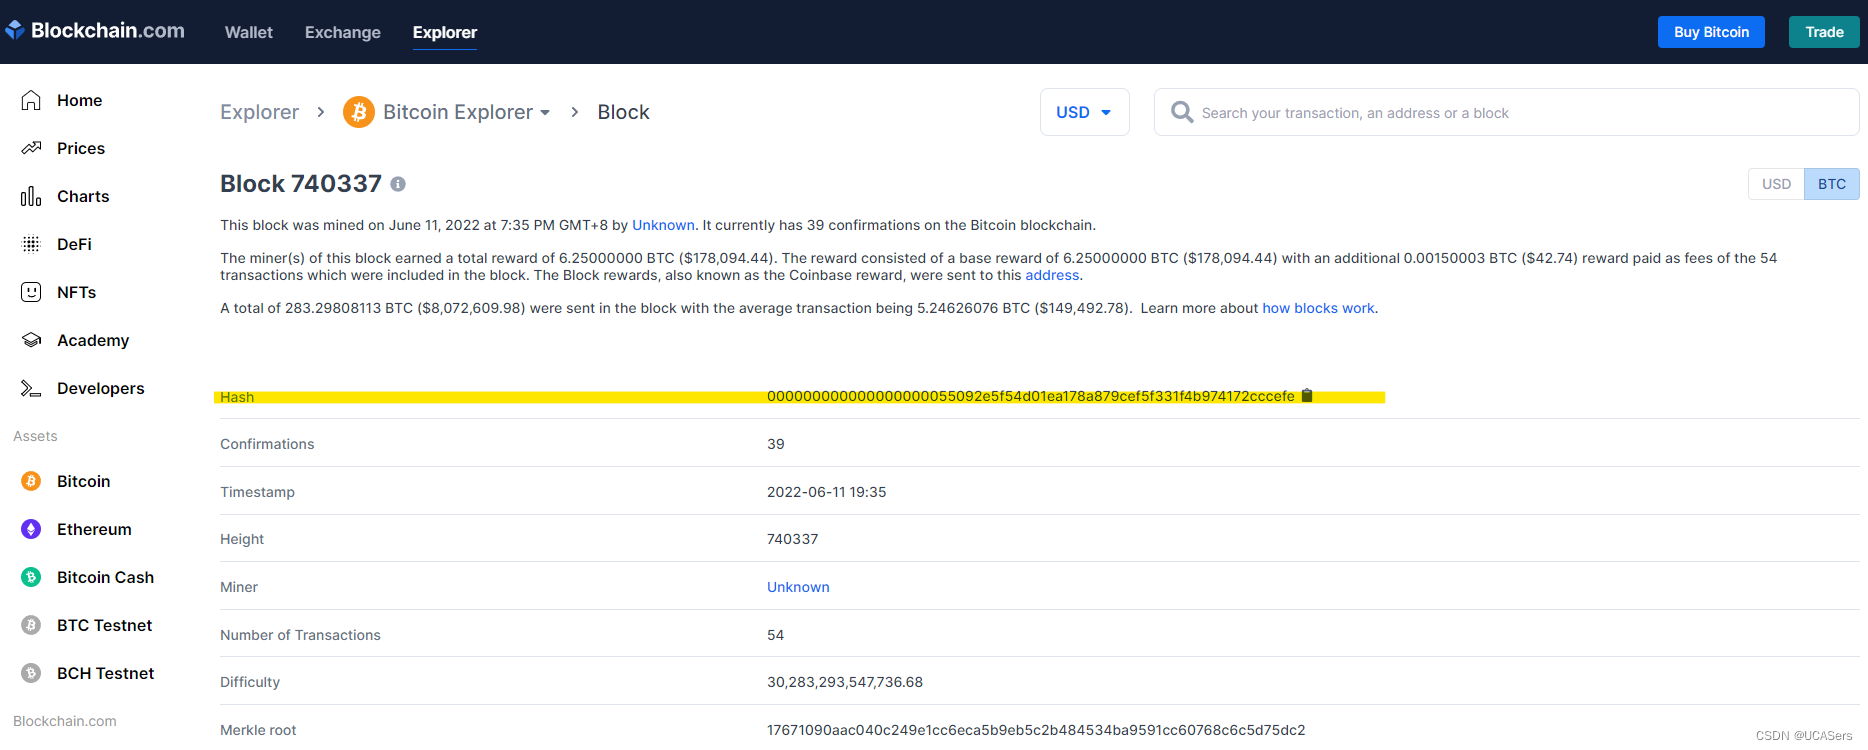 Blockchain.com Wallet Exchange Explorer Buy Bitcoin Trade
Home
Prices
Charts
DeFi
NFTs
Academy
Developers
Assets
Bitcoin
Ethereum
Bitcoin Cash
BTC Testnet
BCH Testnet
Blockchain.com
Explorer > Bitcoin Explorer > Block
USD
Search your transaction, an address or a block
Block 740337
USD BTC
This block was mined on June 11, 2022 at 7:35 PM GMT+8 by Unknown. It currently has 39 confirmations on the Bitcoin blockchain.
The miner(s) of this block earned a total reward of 6.25000000 BTC ($178,094.44). The reward consisted of a base reward of 6.25000000 BTC ($178,094.44) with an additional 0.00150003 BTC ($42.74) reward paid as fees of the 54
transactions which were included in the block. The Block rewards, also known as the Coinbase reward, were sent to this address.
A total of 283.29808113 BTC ($8,072,609.98) were sent in the block with the average transaction being 5.24626076 BTC ($149,492.78). Learn more about how blocks work.
Hash 000000000000000000055092e5f54d01ea178a879cef5f331f4b974172cccefe
Confirmations 39
Timestamp 2022-06-11 19:35
Height 740337
Miner Unknown
Number of Transactions 54
Difficulty 30,283,293,547,736.68
Merkle root 17671090aac040c249e1cc6eca5b9eb5c2b484534ba9591cc60768c6c5d75dc2
CSDN @UCASers